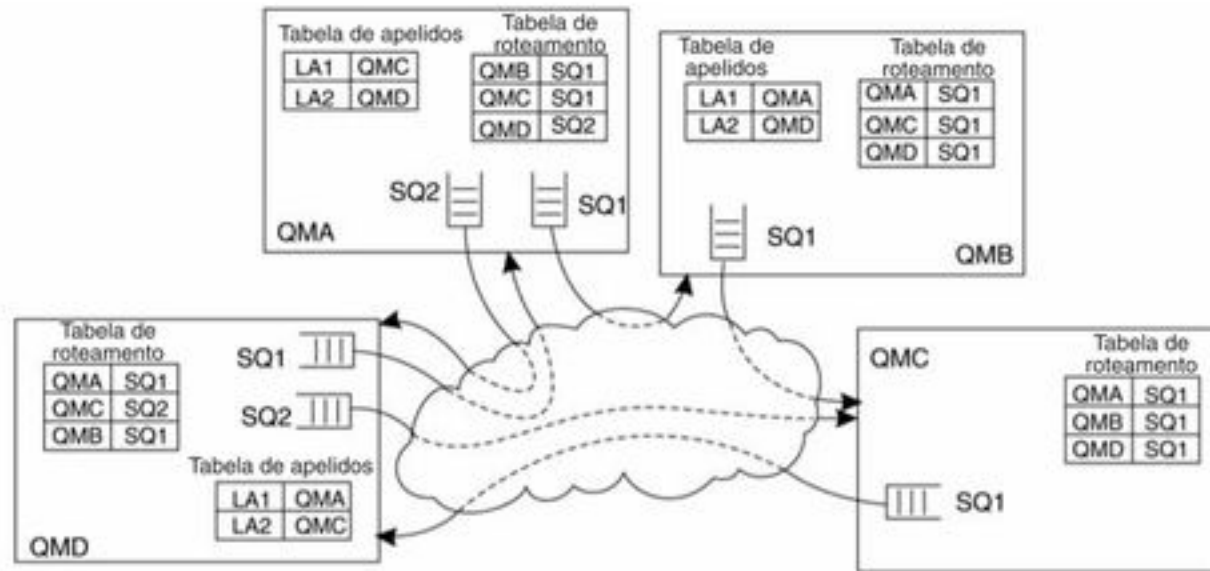 Tabela de apelidos
LA1 QMC
LA2 QMD
Tabela de
roteamento
QMB SQ1
QMC SQ1
QMD SQ2
SQ2
SQ1
QMA
Tabela de
apelidos
LA1 QMA
LA2 QMD
Tabela de
roteamento
QMA SQ1
QMC SQ1
QMD SQ1
SQ1
QMB
Tabela de
roteamento
QMA SQ1
QMC SQ2
QMB SQ1
SQ1
SQ2
Tabela de apelidos
LA1 QMA
LA2 QMC
QMD
QMC
Tabela de
roteamento
QMA SQ1
QMB SQ1
QMD SQ1
SQ1